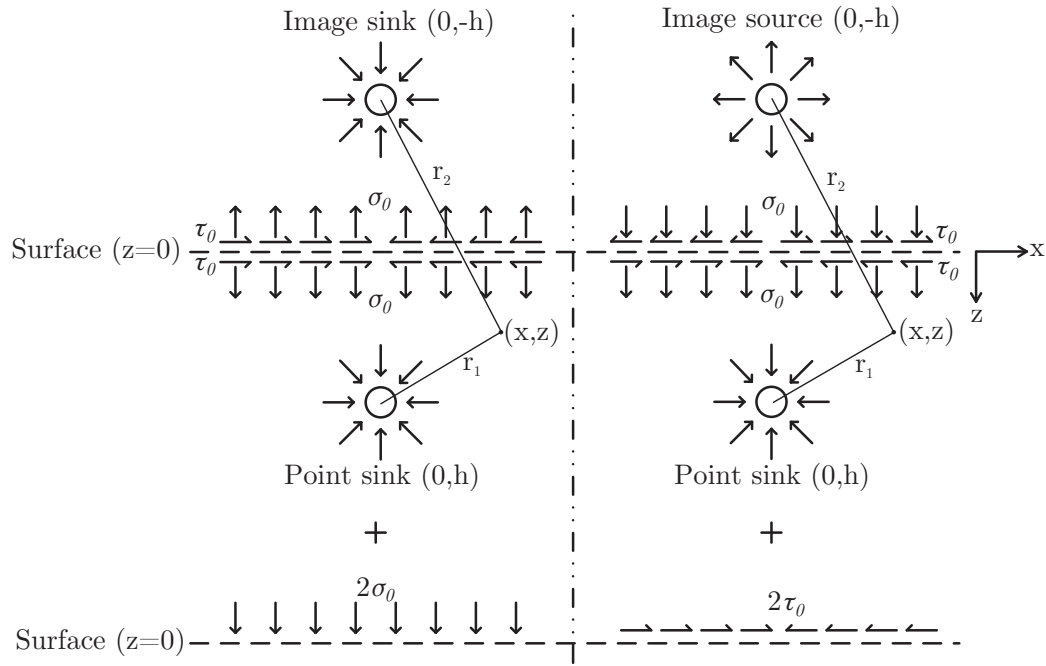 Image sink (0,-h)
Image source (0,-h)
r2
r2
σ0
σ0
τ0
τ0
Surface (z=0)
x
τ0
τ0
σ0
σ0
z
(x,z)
(x,z)
r1
r1
Point sink (0,h)
Point sink (0,h)
+
+
2σ0
2τ0
Surface (z=0)